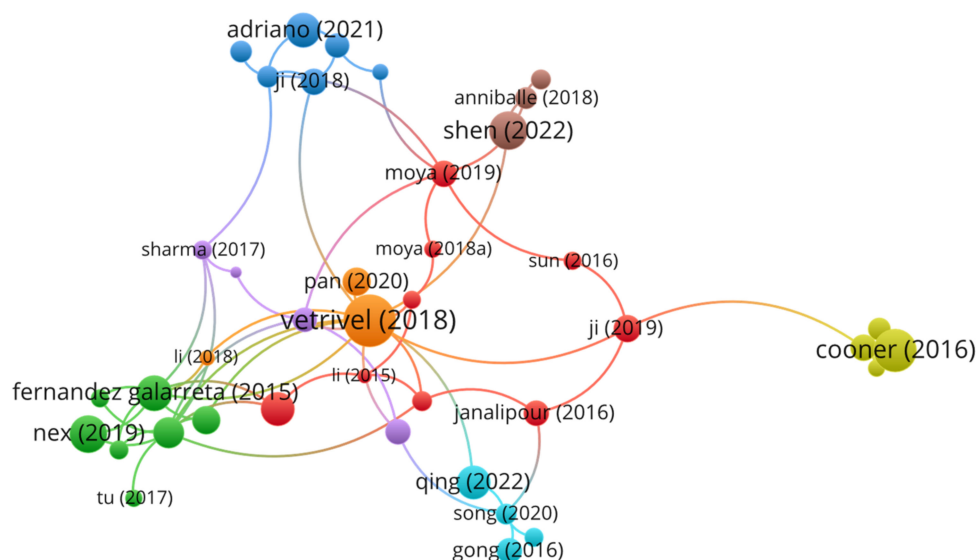 adriano (2021)
ji (2018)
anniballe (2018)
shen (2022)
moya (2019)
sharma (2017)
moya (2018a)
sun (2016)
pan (2020)
vetrivel (2018)
ji (2019)
cooner (2016)
li (2018)
li (2015)
fernandez galarreta (2015)
janalipour (2016)
nex (2019)
qing (2022)
tu (2017)
song (2020)
gong (2016)